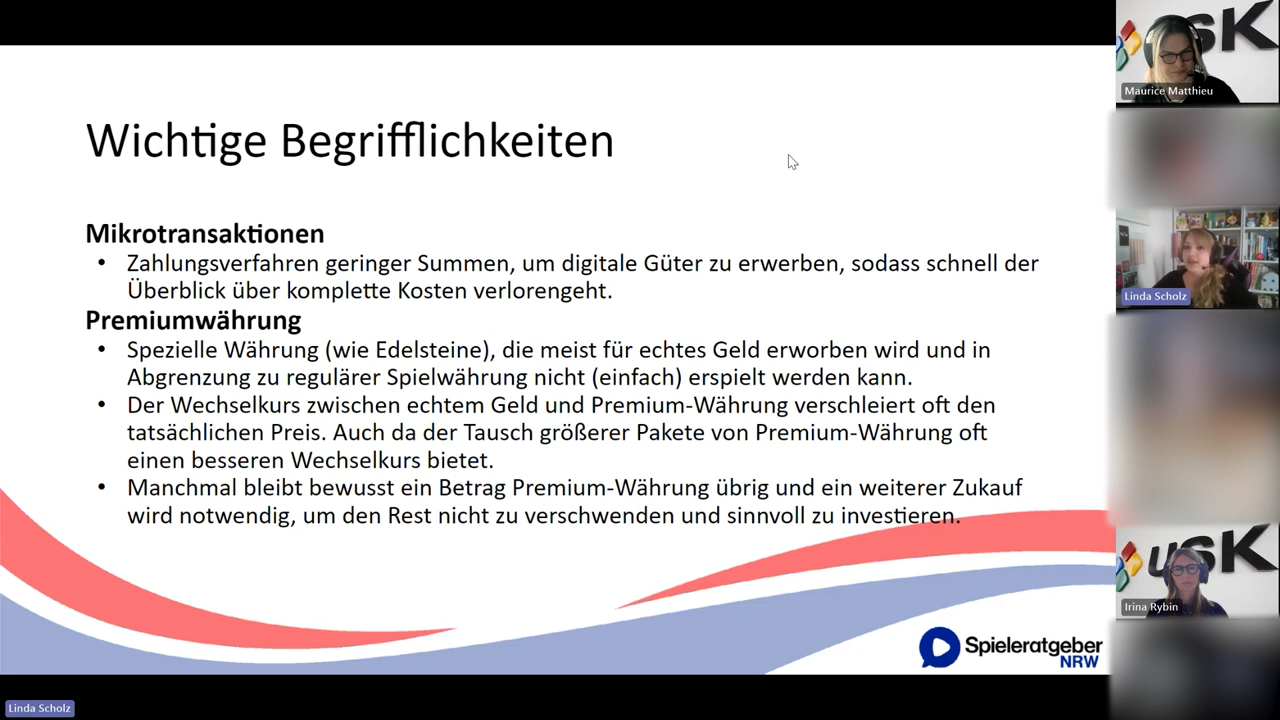 Wichtige Begrifflichkeiten
Mikrotransaktionen
• Zahlungsverfahren geringer Summen, um digitale Güter zu erwerben, sodass schnell der
Überblick über komplette Kosten verlorengeht.
Premiumwährung
• Spezielle Währung (wie Edelsteine), die meist für echtes Geld erworben wird und in
Abgrenzung zu regulärer Spielwährung nicht (einfach) erspielt werden kann.
• Der Wechselkurs zwischen echtem Geld und Premium-Währung verschleiert oft den
tatsächlichen Preis. Auch da der Tausch größerer Pakete von Premium-Währung oft
einen besseren Wechselkurs bietet.
• Manchmal bleibt bewusst ein Betrag Premium-Währung übrig und ein weiterer Zukauf
wird notwendig, um den Rest nicht zu verschwenden und sinnvoll zu investieren.
Spieleratgeber
NRW
Linda Scholz
SK
Maurice Matthieu
Linda Scholz
USK
Irina Rybin